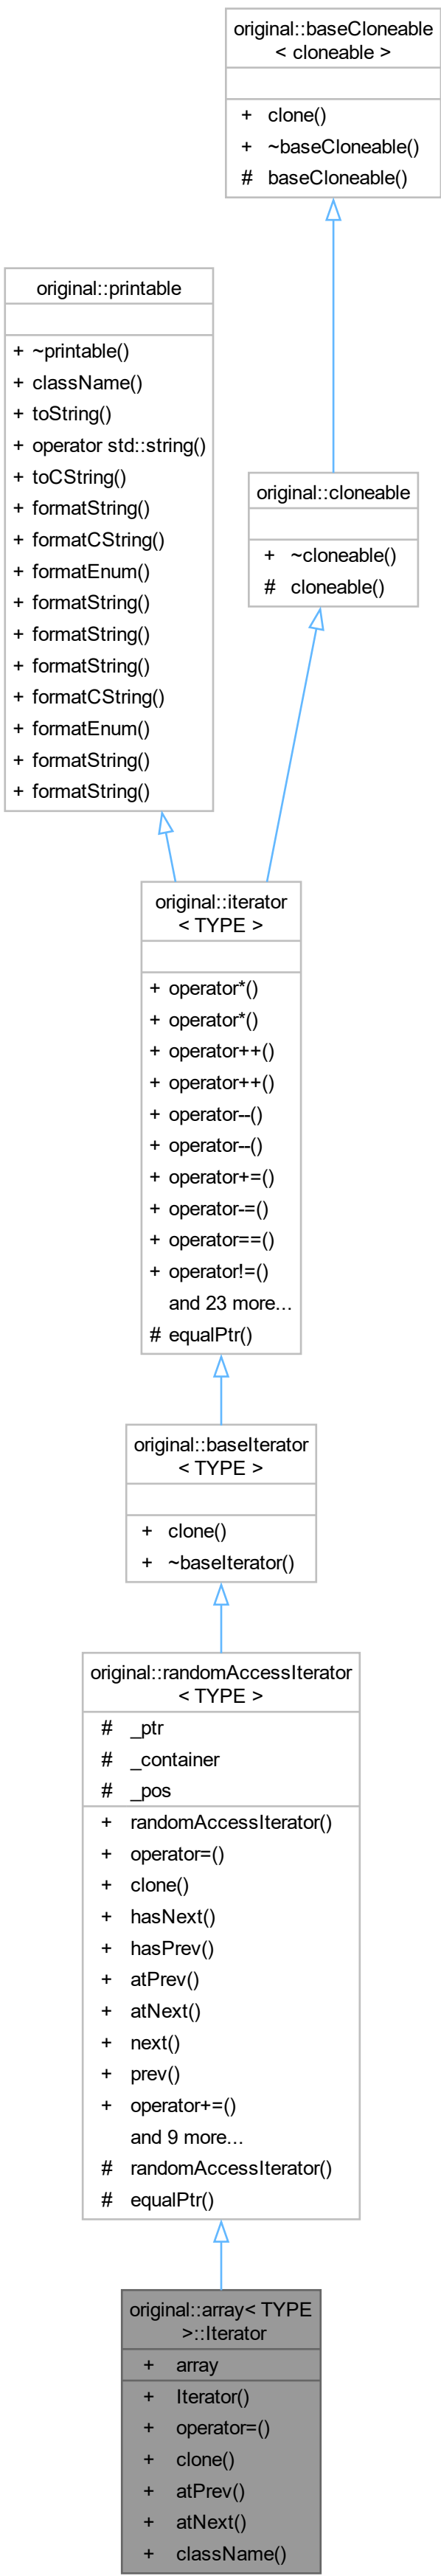 original::baseCloneable
< cloneable >
+ clone()
+ ~baseCloneable()
# baseCloneable()
original::printable
+ ~printable()
+ className()
+ toString()
+ operator std::string()
+ toCString()
+ formatString()
+ formatCString()
+ formatEnum()
+ formatString()
+ formatString()
+ formatString()
+ formatCString()
+ formatEnum()
+ formatString()
+ formatString()
original::cloneable
+ ~cloneable()
# cloneable()
original::iterator
< TYPE >
+ operator*()
+ operator*()
+ operator++()
+ operator++()
+ operator--()
+ operator--()
+ operator+=()
+ operator-=()
+ operator==()
+ operator!=()
and 23 more...
# equalPtr()
original::baseIterator
< TYPE >
+ clone()
+ ~baseIterator()
original::randomAccessIterator
< TYPE >
# _ptr
# _container
# _pos
+ randomAccessIterator()
+ operator=()
+ clone()
+ hasNext()
+ hasPrev()
+ atPrev()
+ atNext()
+ next()
+ prev()
+ operator+=()
and 9 more...
# randomAccessIterator()
# equalPtr()
original::array< TYPE
>::Iterator
+ array
+ Iterator()
+ operator=()
+ clone()
+ atPrev()
+ atNext()
+ className()